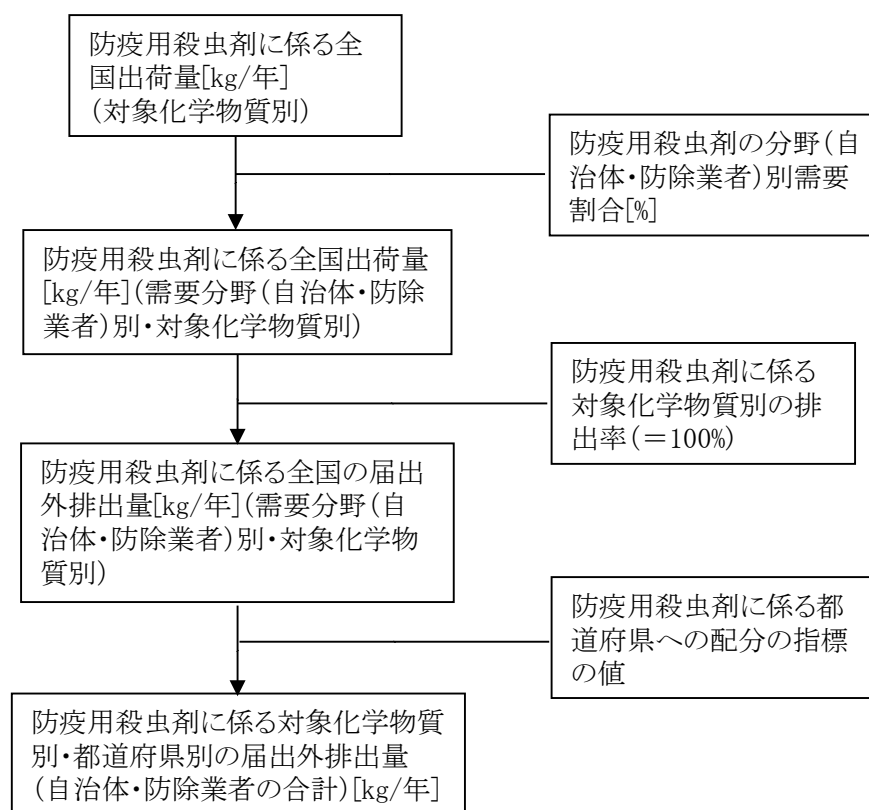 防疫用殺虫剤に係る全
国出荷量[kg/年]
(対象化学物質別)
防疫用殺虫剤の分野(自
治体・防除業者)別需要
割合[%]
防疫用殺虫剤に係る全国出荷量
[kg/年](需要分野(自治体・防除
業者)別・対象化学物質別)
防疫用殺虫剤に係る
対象化学物質別の排
出率(=100%)
防疫用殺虫剤に係る全国の届出
外排出量[kg/年](需要分野(自
治体・防除業者)別・対象化学物
質別)
防疫用殺虫剤に係る都
道府県への配分の指標
の値
防疫用殺虫剤に係る対象化学物質
別・都道府県別の届出外排出量
(自治体・防除業者の合計)[kg/年]